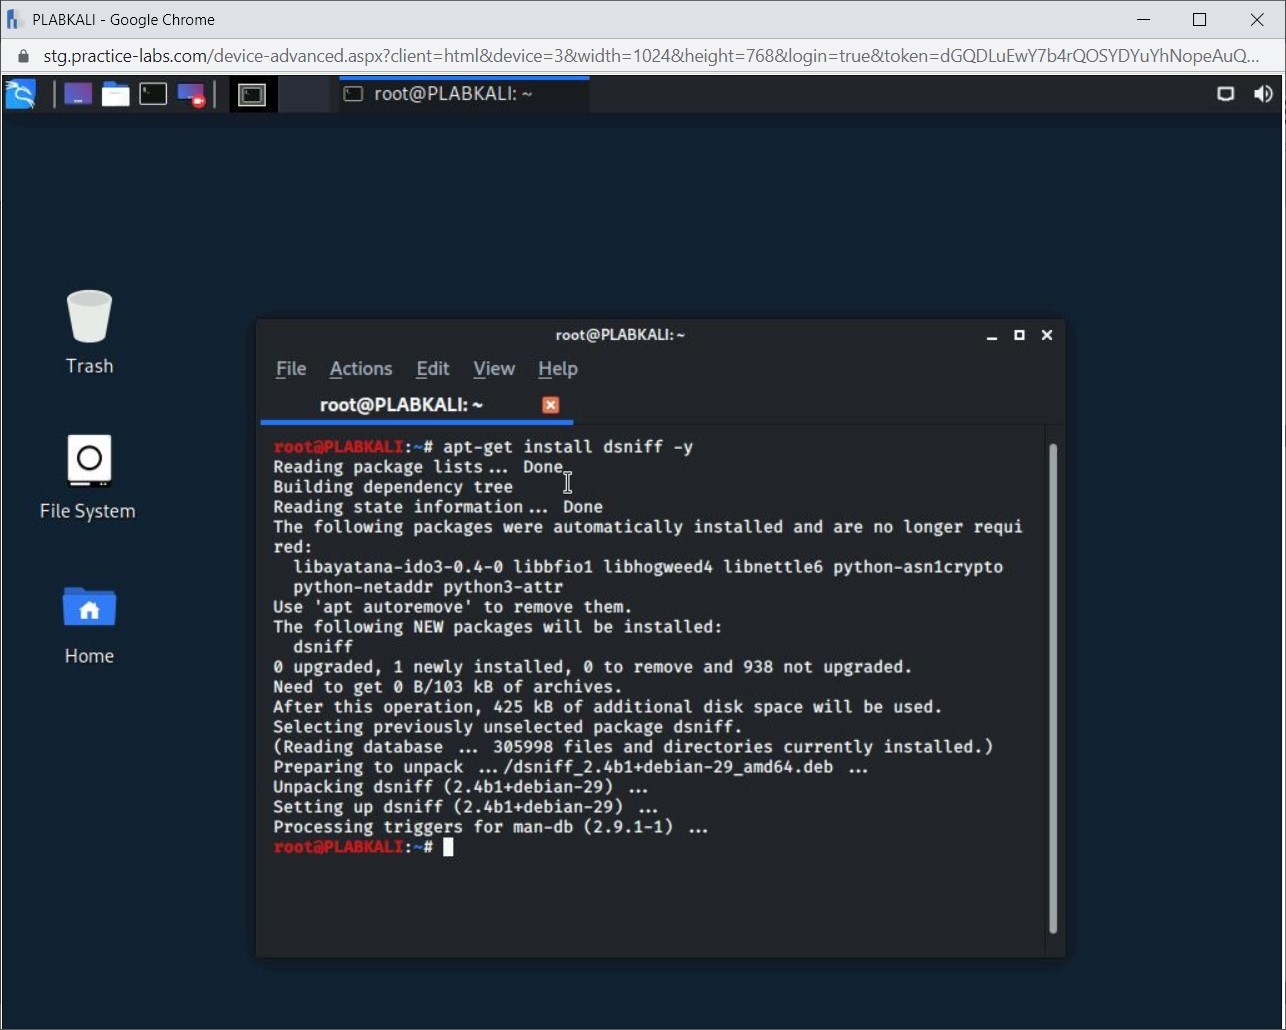 PLABKALI - Google Chrome
stg.practice-labs.com/device-advanced.aspx?client=html&device=3&width=1024&height=768&login=true&token=dGQDLuEwY7b4rQOSYDYuYhNopeAuQ...
root@PLABKALI: ~
Trash
File System
Home
root@PLABKALI: ~
File Actions Edit View Help
root@PLABKALI: ~
root@PLABKALI:~# apt-get install dsniff -y
Reading package lists... Done
Building dependency tree
Reading state information... Done
The following packages were automatically installed and are no longer requi
red:
libayatana-ido3-0.4-0 libbfio1 libhogweed4 libnettle6 python-asn1crypto
python-netaddr python3-attr
Use 'apt autoremove' to remove them.
The following NEW packages will be installed:
dsniff
0 upgraded, 1 newly installed, 0 to remove and 938 not upgraded.
Need to get 0 B/103 kB of archives.
After this operation, 425 kB of additional disk space will be used.
Selecting previously unselected package dsniff.
(Reading database ... 305998 files and directories currently installed.)
Preparing to unpack .../dsniff_2.4b1+debian-29_amd64.deb ...
Unpacking dsniff (2.4b1+debian-29) ...
Setting up dsniff (2.4b1+debian-29) ...
Processing triggers for man-db (2.9.1-1) ...
root@PLABKALI:~#